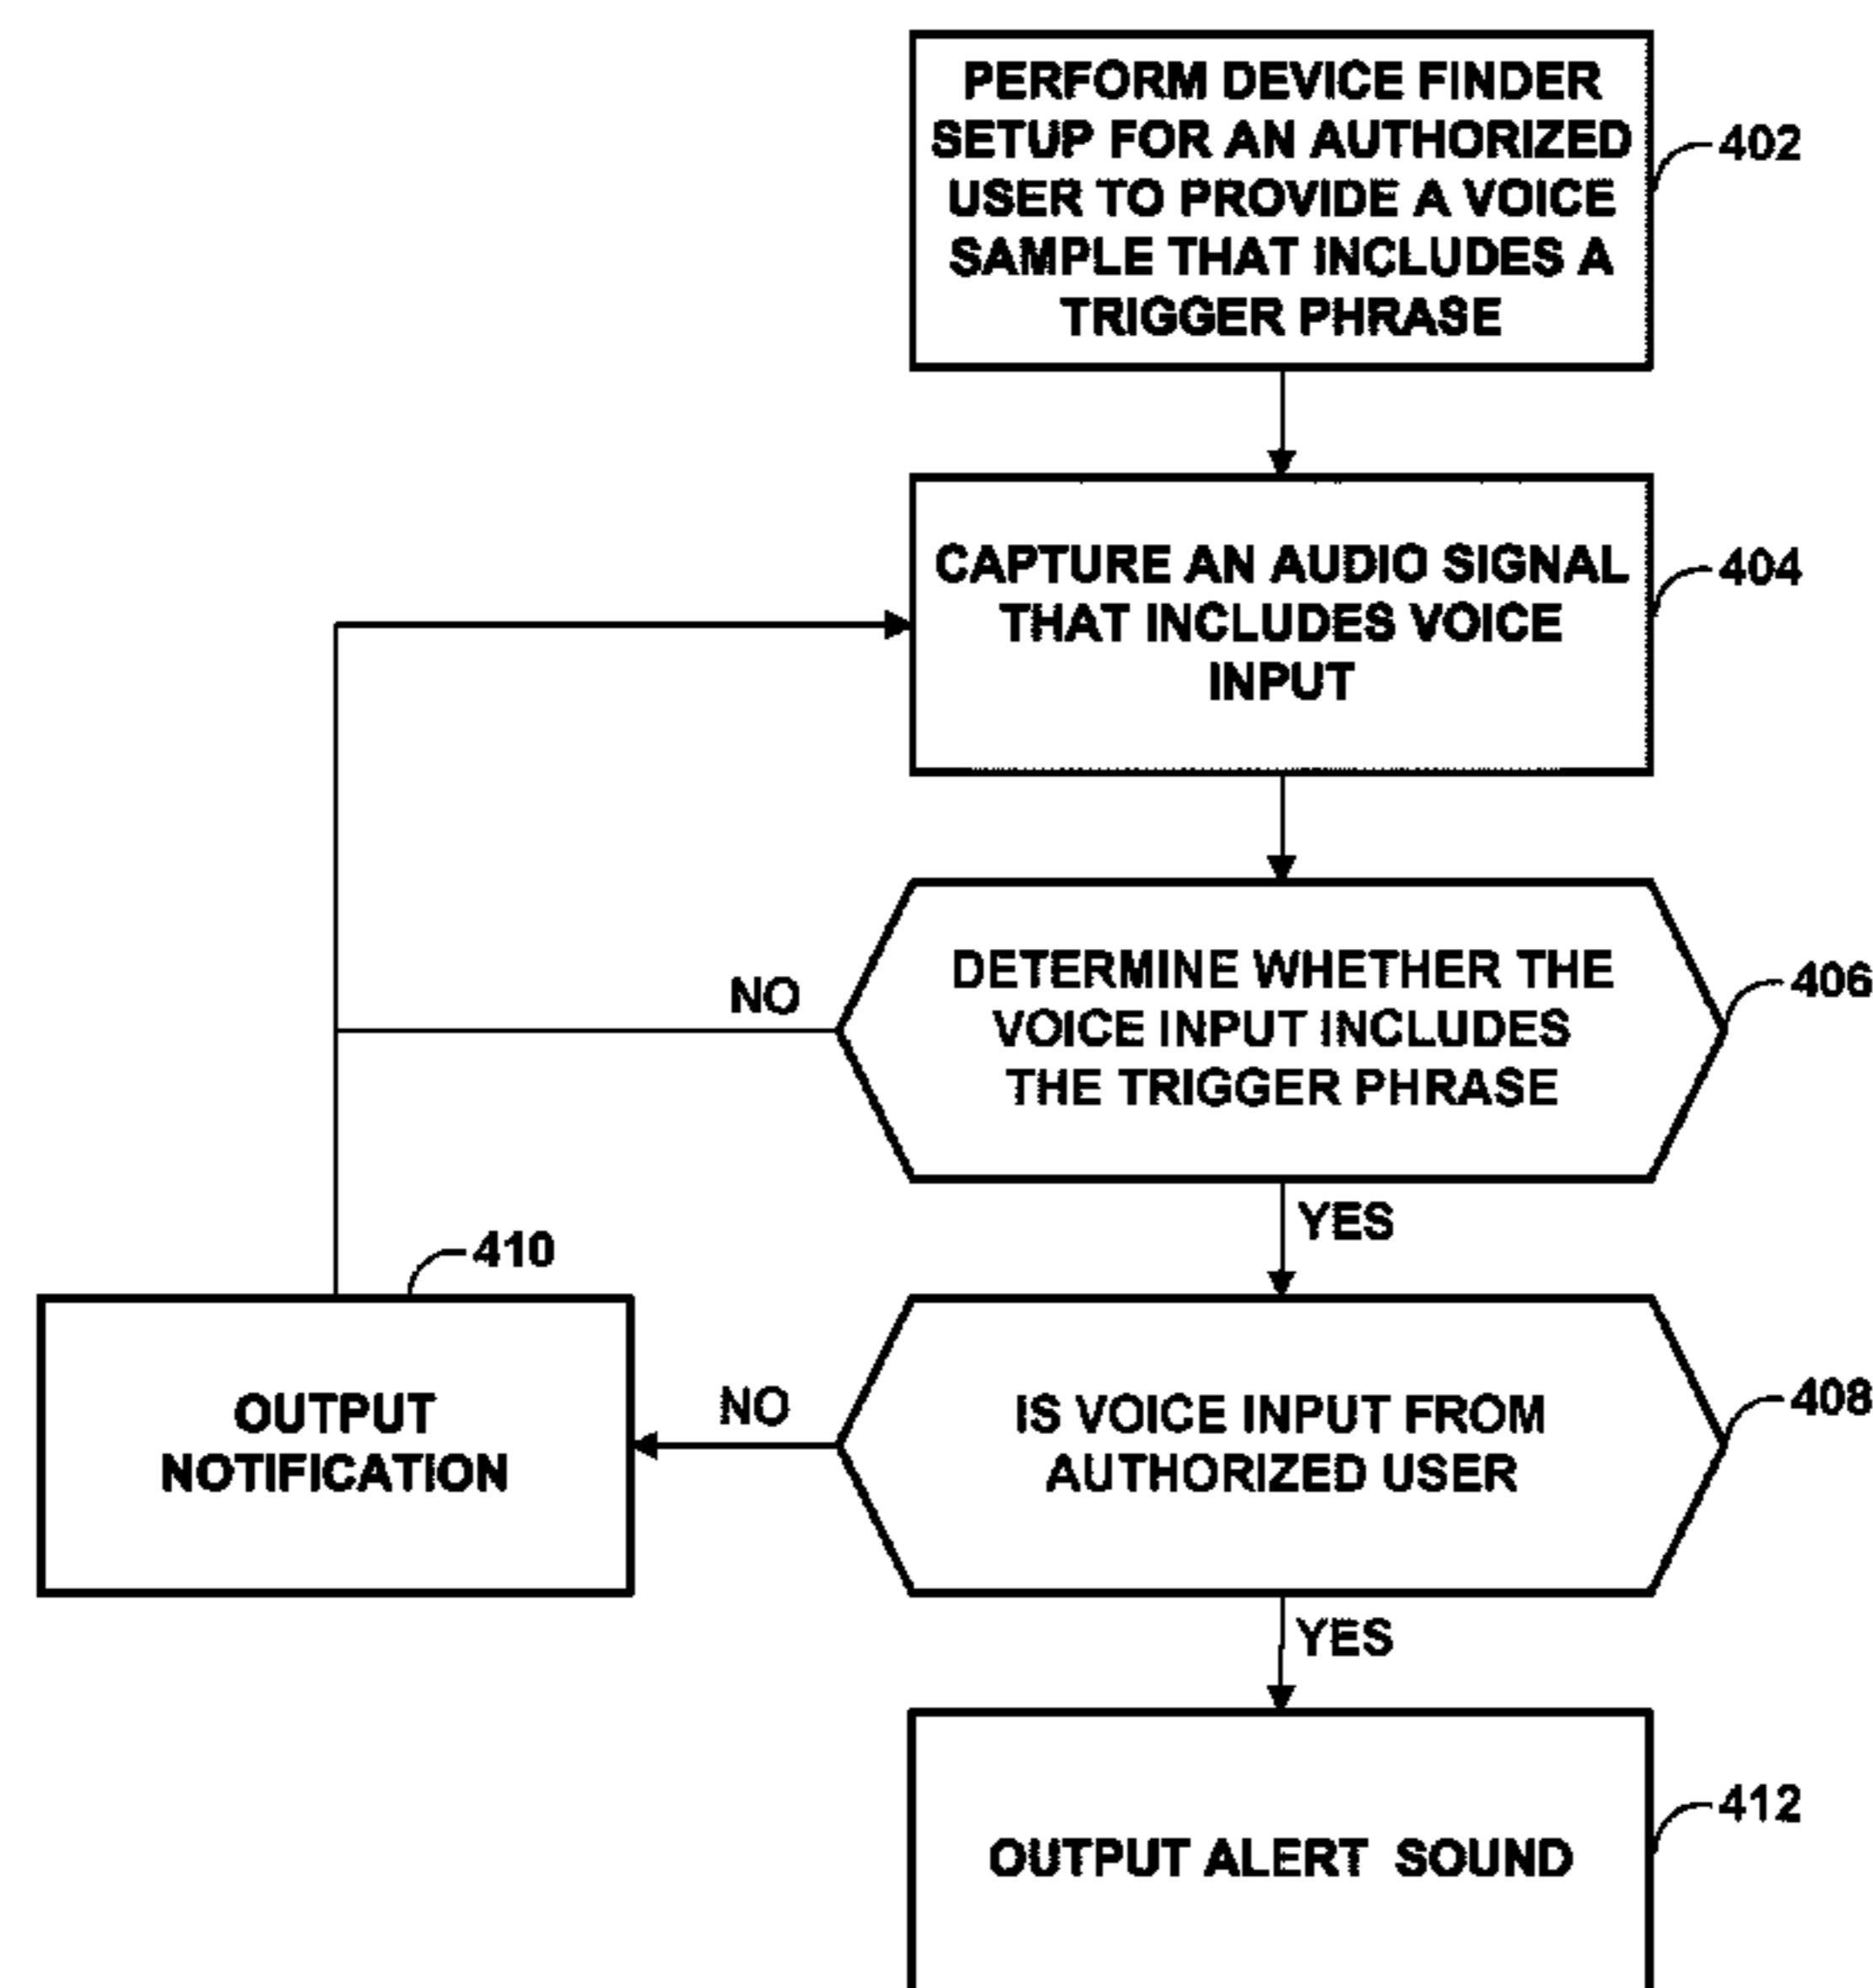 PERFORM DEVICE FINDER
SETUP FOR AN AUTHORIZED
USER TO PROVIDE A VOICE
SAMPLE THAT INCLUDES A
TRIGGER PHRASE
402
CAPTURE AN AUDIO SIGNAL
THAT INCLUDES VOICE
INPUT
404
DETERMINE WHETHER THE
VOICE INPUT INCLUDES
THE TRIGGER PHRASE
406
NO
YES
410
OUTPUT
NOTIFICATION
NO
IS VOICE INPUT FROM
AUTHORIZED USER
408
YES
OUTPUT ALERT SOUND
412